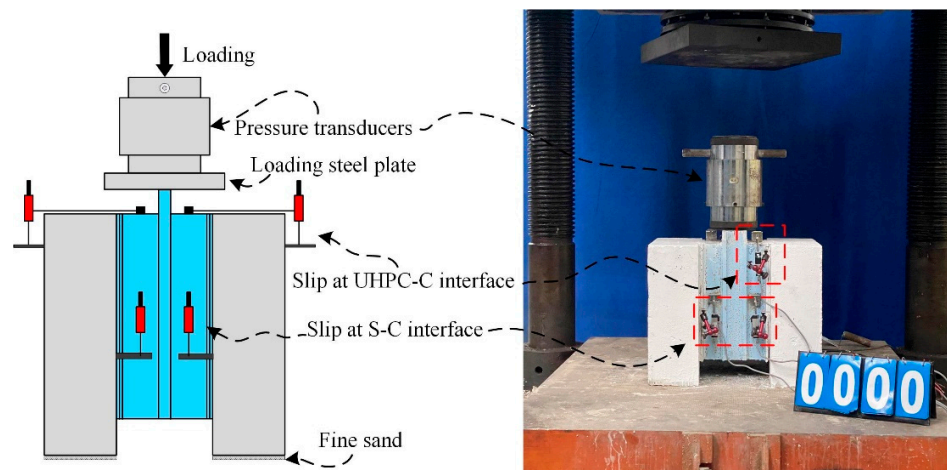 Loading
Pressure transducers
Loading steel plate
Slip at UHPC-C interface
Slip at S-C interface
Fine sand
0000